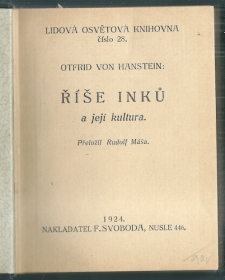 LIDOVÁ OSVĚTOVÁ KNIHOVNA
Číslo 28.
OTFRID VON HANSTEIN:
ŘÍŠE INKŮ
a její kultura.
Přeložil Rudolf Máša.
1924.
NAKLADATEL F. SVOBODA, NUSLE 446.